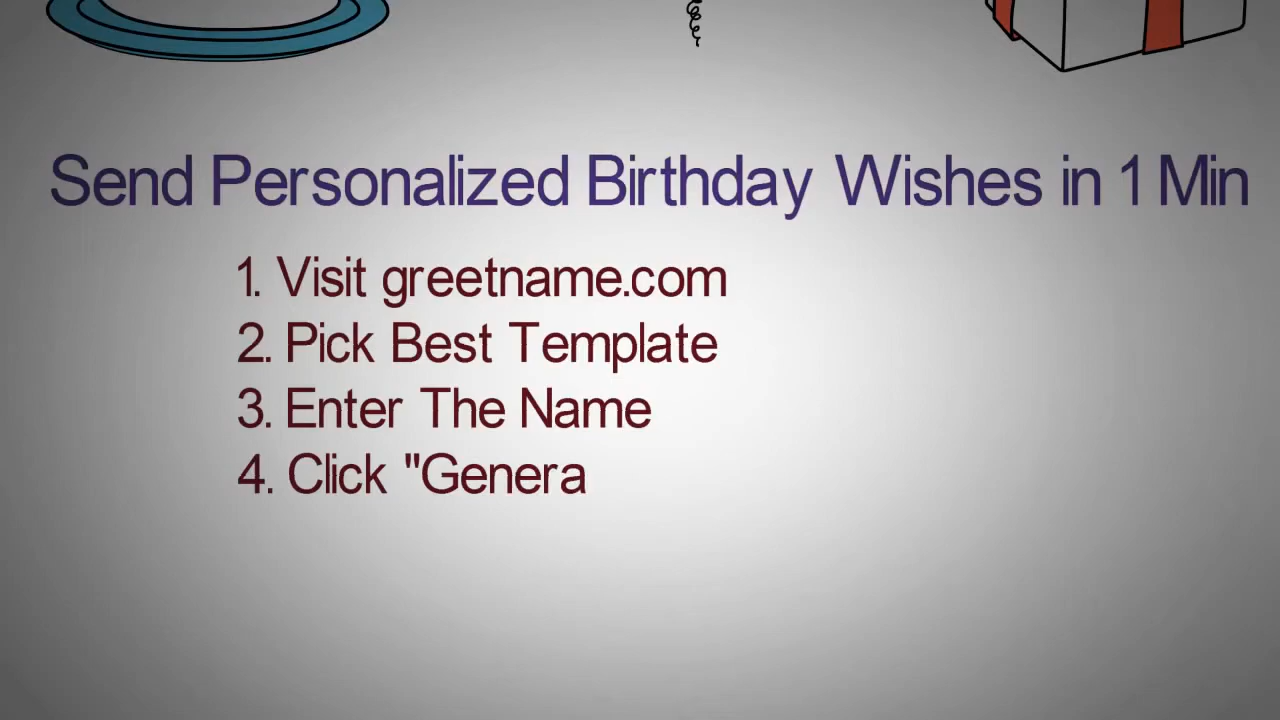 Send Personalized Birthday Wishes in 1 Min
1. Visit greetname.com
2. Pick Best Template
3. Enter The Name
4. Click "Genera